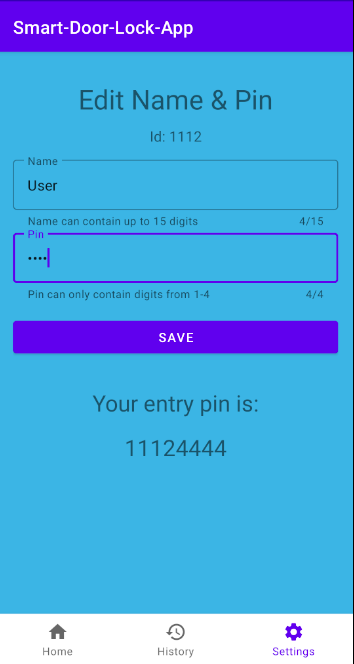 Smart-Door-Lock-App
Edit Name & Pin
Id: 1112
Name
User
Name can contain up to 15 digits 4/15
Pin
••••
Pin can only contain digits from 1-4 4/4
SAVE
Your entry pin is:
11124444
Home History Settings